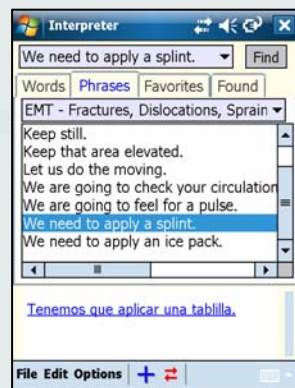 Interpreter
We need to apply a splint. Find
Words Phrases Favorites Found
EMT - Fractures, Dislocations, Sprain
Keep still.
Keep that area elevated.
Let us do the moving.
We are going to check your circulation
We are going to feel for a pulse.
We need to apply a splint.
We need to apply an ice pack.
Tenemos que aplicar una tablilla.
File Edit Options